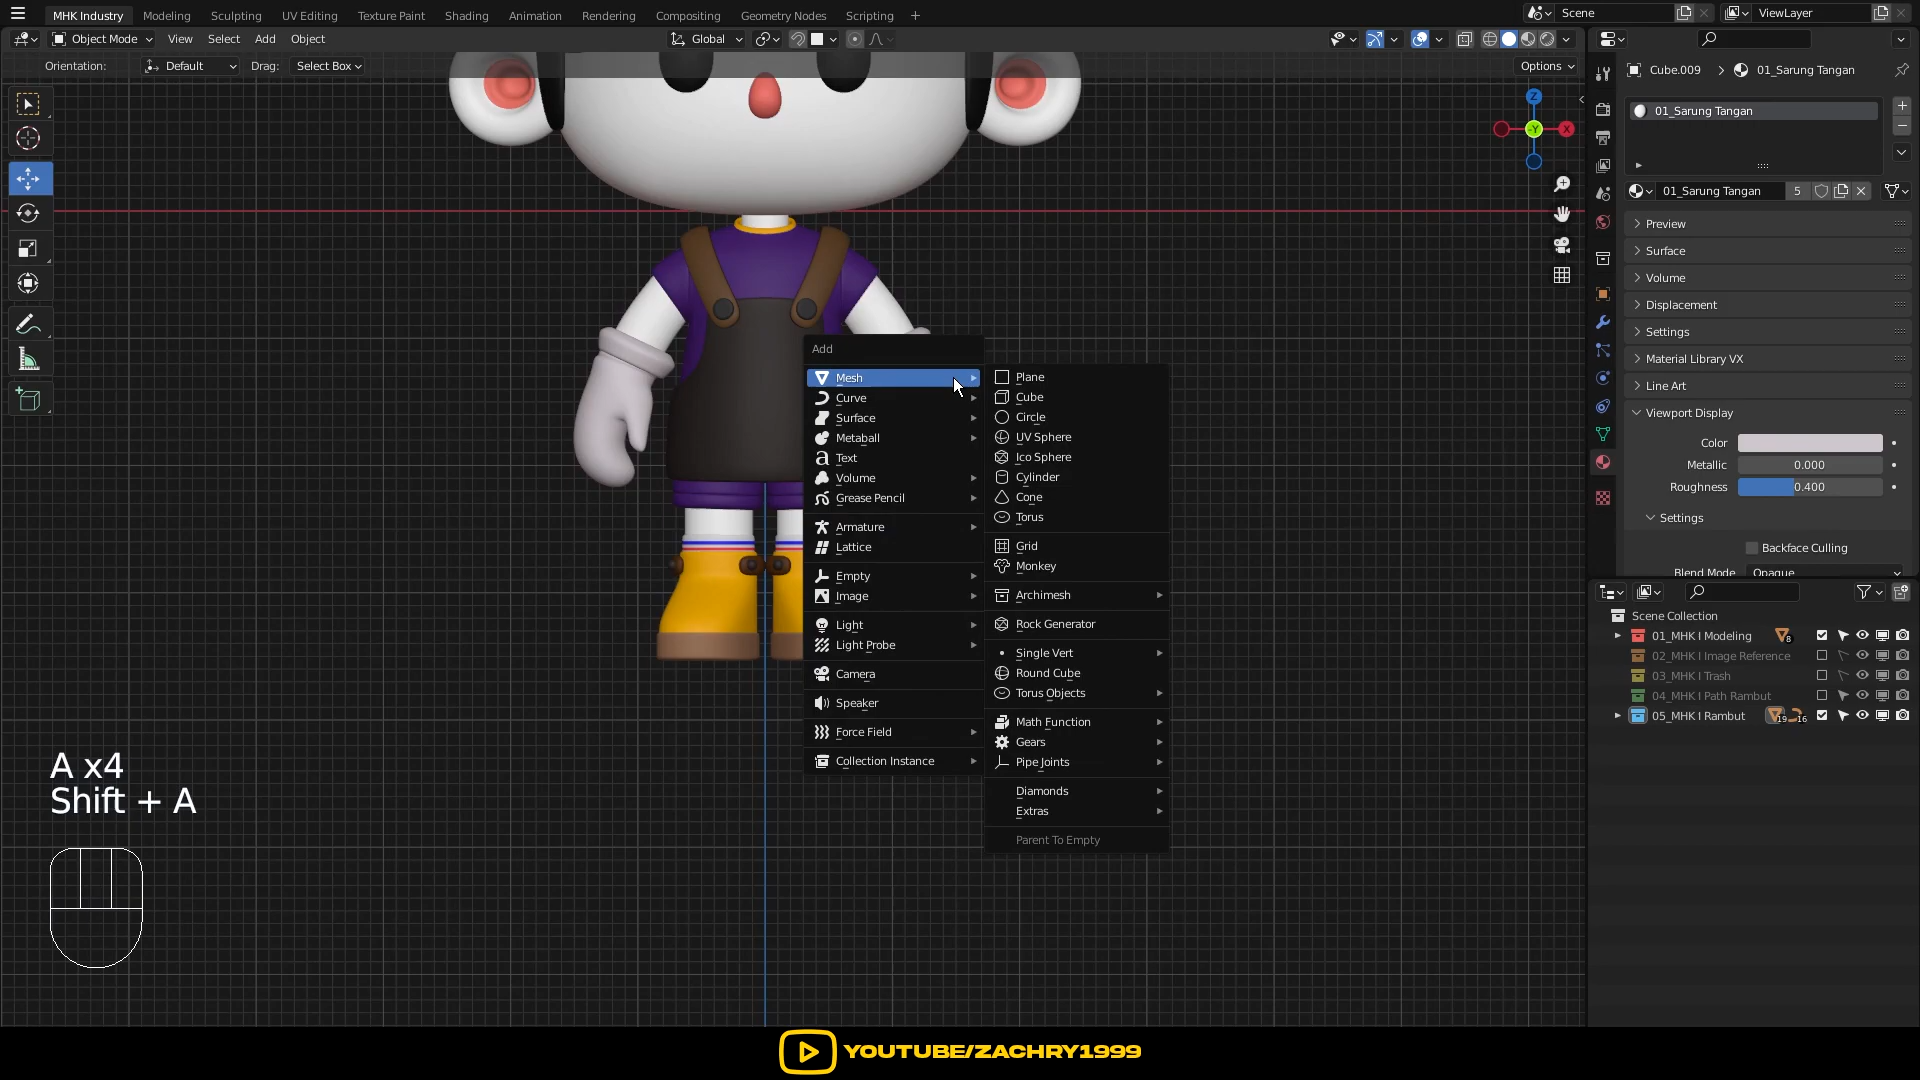 MHK Industry
Modeling
Sculpting
UV Editing
Texture Paint
Shading
Animation
Rendering
Compositing
Geometry Nodes
Scripting
+
Scene
ViewLayer
Object Mode
View
Select
Add
Object
Global
Orientation:
Default
Drag:
Select Box
Options
Z
-Y
X
Cube.009
01_Sarung Tangan
01_Sarung Tangan
01_Sarung Tangan
5
Preview
Surface
Volume
Displacement
Settings
Material Library VX
Line Art
Viewport Display
Color
Metallic
0.000
Roughness
0.400
Settings
Backface Culling
Blend Mode
Opaque
Add
Mesh
Curve
Surface
Metaball
Text
Volume
Grease Pencil
Armature
Lattice
Empty
Image
Light
Light Probe
Camera
Speaker
Force Field
Collection Instance
Plane
Cube
Circle
UV Sphere
Ico Sphere
Cylinder
Cone
Torus
Grid
Monkey
Archimesh
Rock Generator
Single Vert
Round Cube
Torus Objects
Math Function
Gears
Pipe Joints
Diamonds
Extras
Parent To Empty
Scene Collection
01_MHK I Modeling
8
02_MHK I Image Reference
03_MHK I Trash
04_MHK I Path Rambut
05_MHK I Rambut
19
16
A x4
Shift + A
YOUTUBE/ZACHRY1999